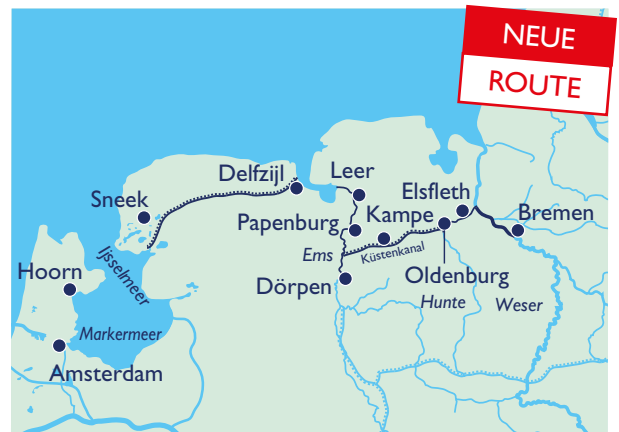 NEUE
ROUTE
Delfzijl
Leer
Sneek
Elsfleth
Papenburg
Kampe
Bremen
Ems
Küstenkanal
Ijsselmeer
Hoorn
Dörpen
Oldenburg
Hunte
Weser
Markermeer
Amsterdam